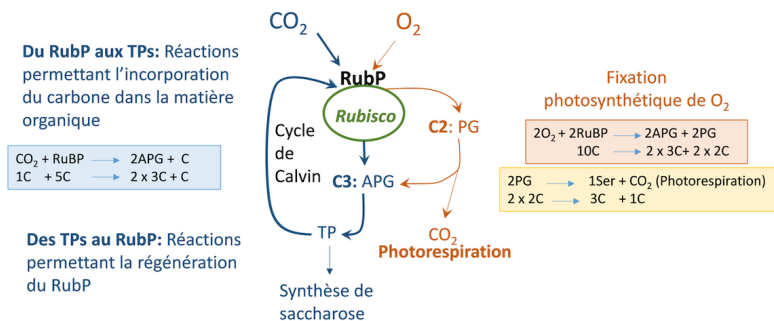 CO2
O2
Du RubP aux TPs: Réactions
permettant l'incorporation
du carbone dans la matière
organique
CO2 + RuBP → 2APG + C
1C + 5C → 2 x 3C + C
Des TPs au RubP: Réactions
permettant la régénération
du RubP
RubP
Rubisco
Cycle
de
Calvin
C2: PG
C3: APG
TP
CO2
Photorespiration
Synthèse de
saccharose
Fixation
photosynthétique de O2
2O2 + 2RuBP → 2APG + 2PG
10C → 2 x 3C+ 2 x 2C
2PG → 1Ser + CO2 (Photorespiration)
2 x 2C → 3C + 1C